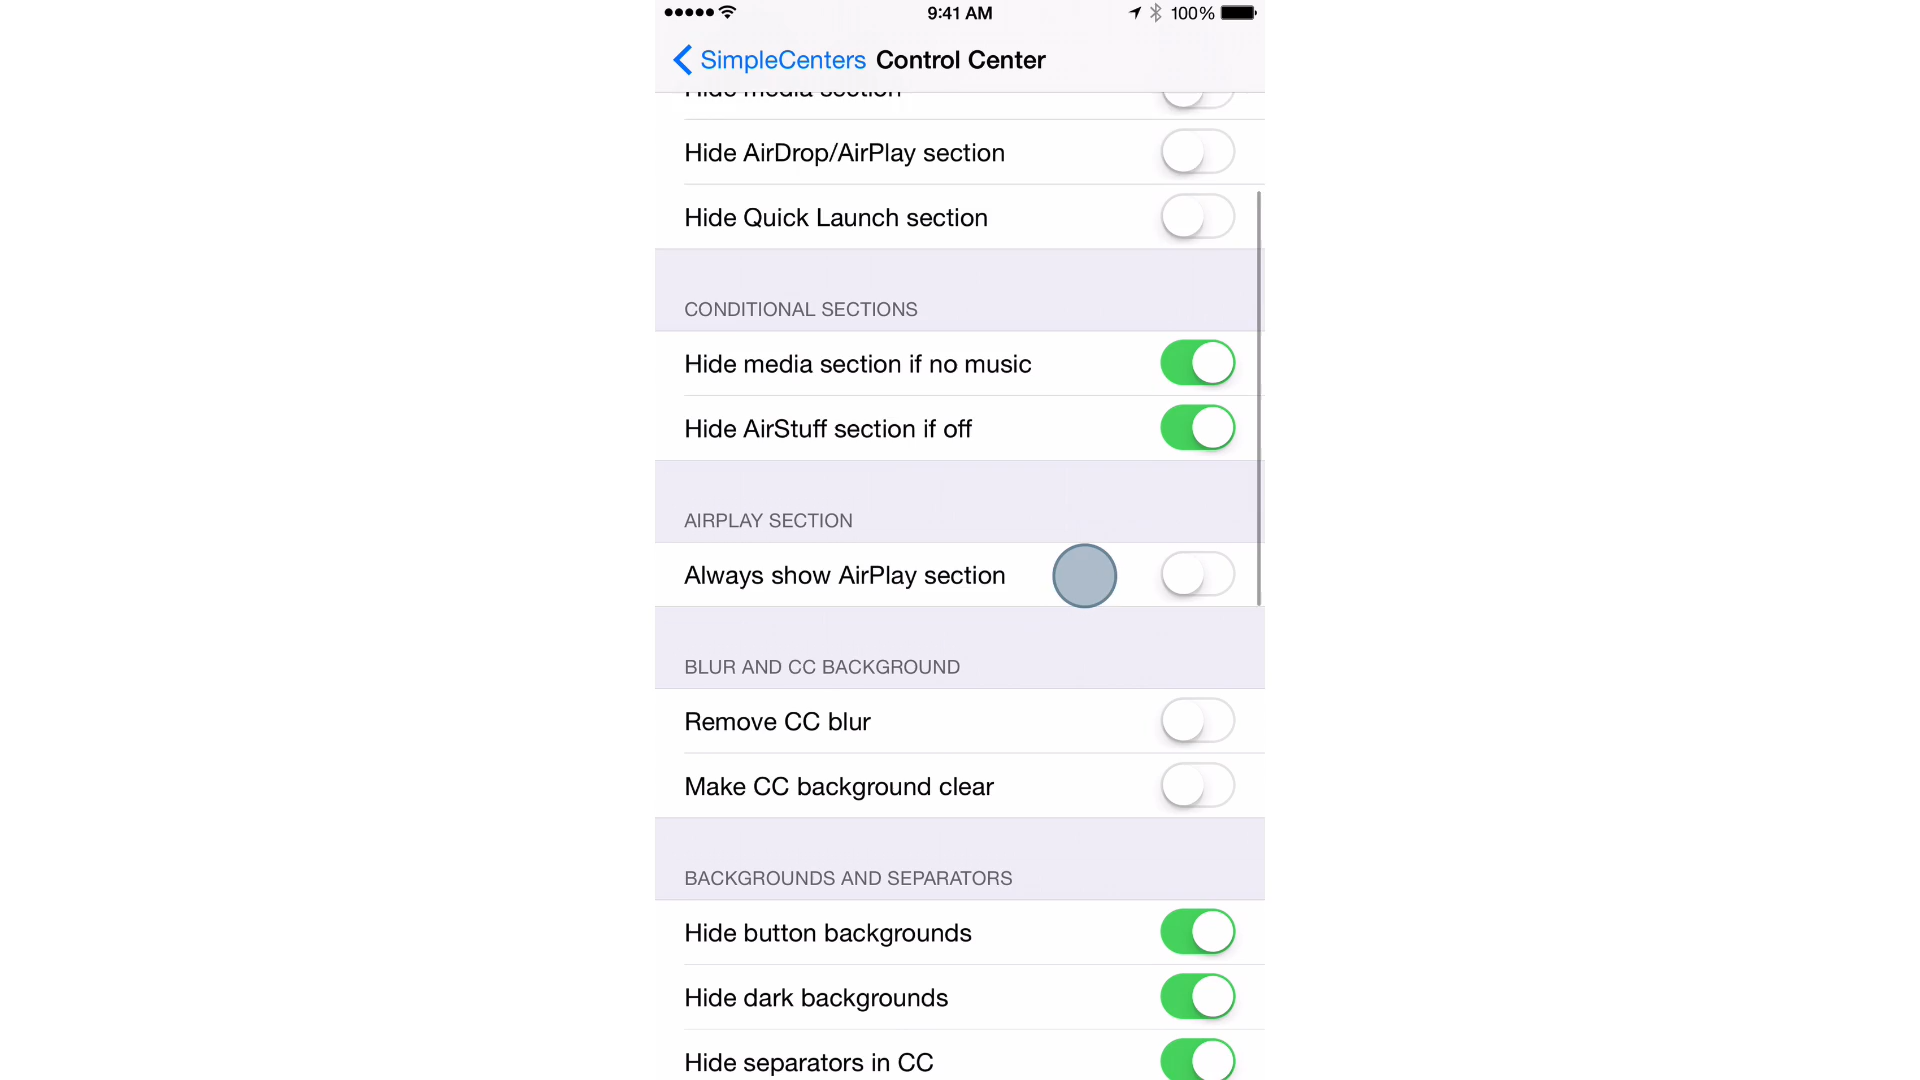 9:41 AM
100%
SimpleCenters Control Center
Hide media section
Hide AirDrop/AirPlay section
Hide Quick Launch section
CONDITIONAL SECTIONS
Hide media section if no music
Hide AirStuff section if off
AIRPLAY SECTION
Always show AirPlay section
BLUR AND CC BACKGROUND
Remove CC blur
Make CC background clear
BACKGROUNDS AND SEPARATORS
Hide button backgrounds
Hide dark backgrounds
Hide separators in CC